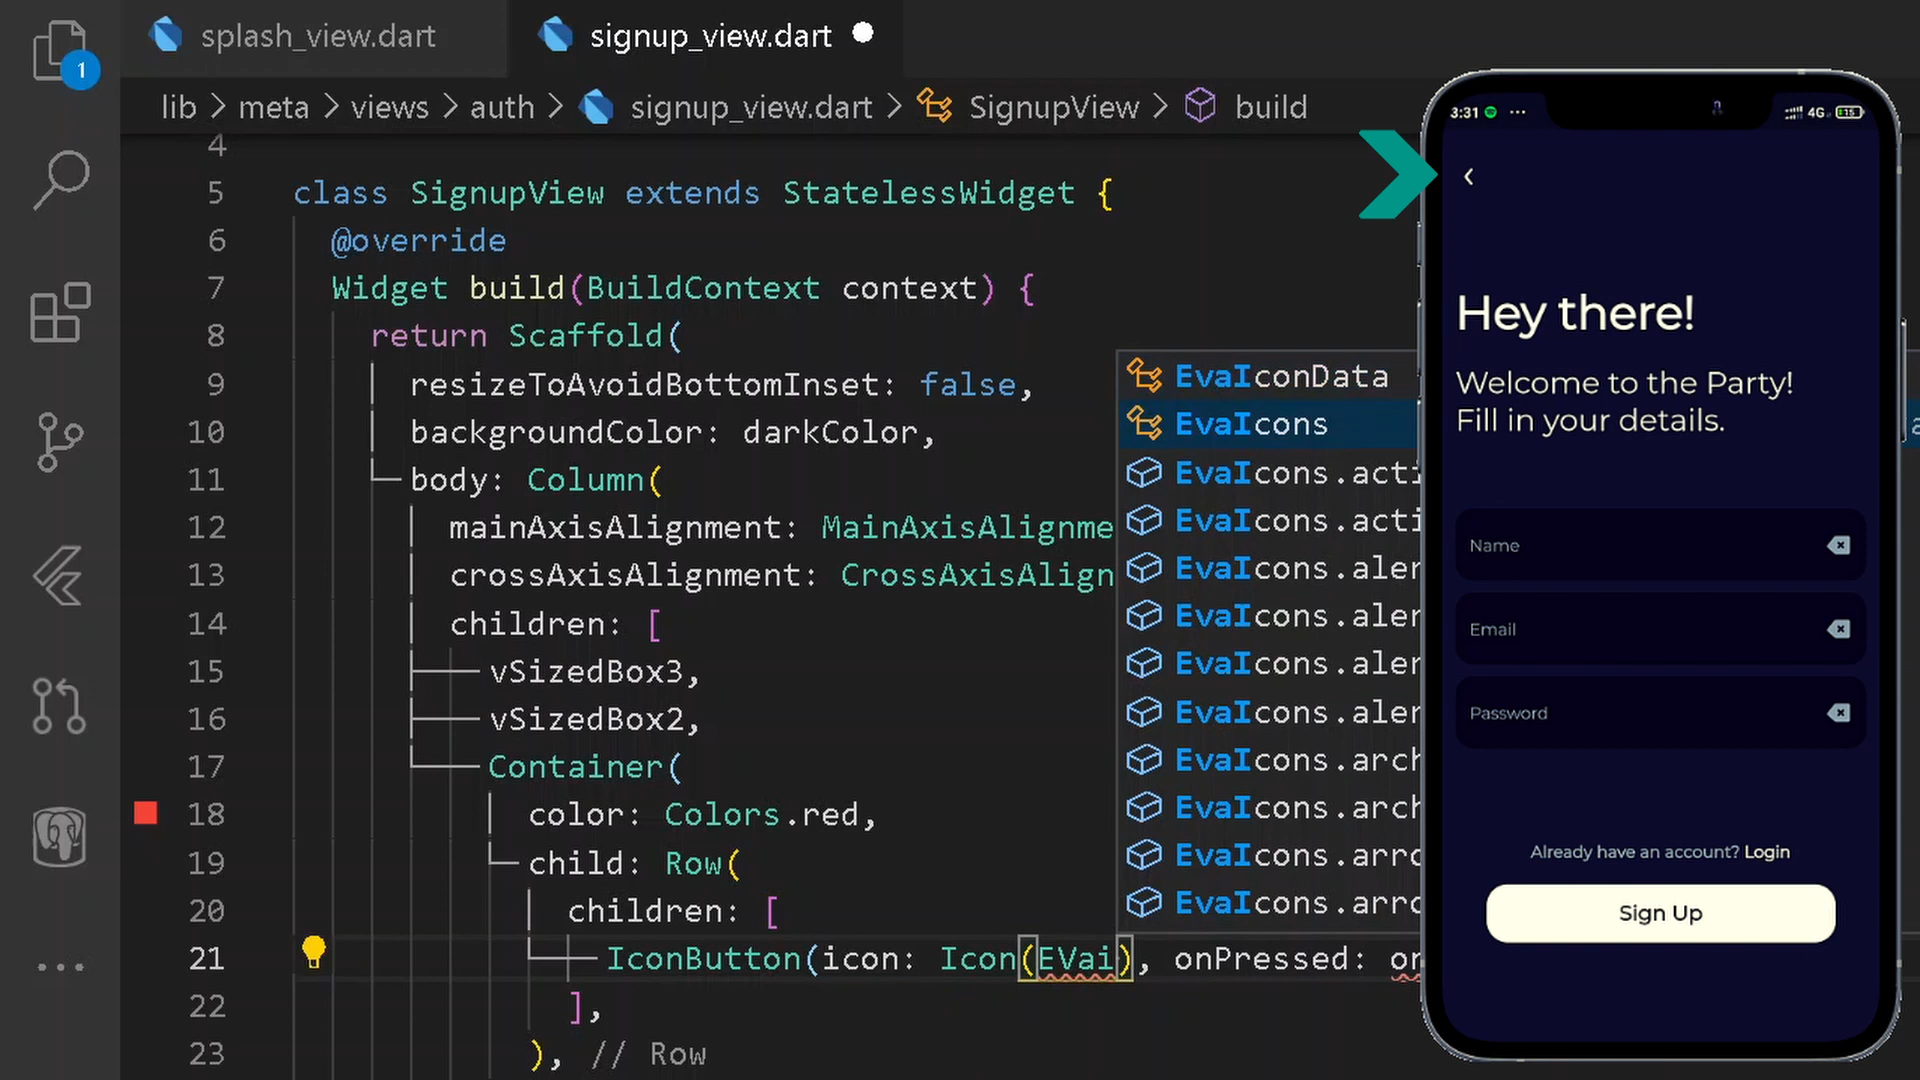 splash_view.dart
signup_view.dart
1
lib > meta > views > auth > signup_view.dart > SignupView > build
4
5 class SignupView extends StatelessWidget {
6 @override
7 Widget build(BuildContext context) {
8 return Scaffold(
9 resizeToAvoidBottomInset: false,
10 backgroundColor: darkColor,
11 body: Column(
12 mainAxisAlignment: MainAxisAlignme
13 crossAxisAlignment: CrossAxisAlign
14 children: [
15 vSizedBox3,
16 vSizedBox2,
17 Container(
18 color: Colors.red,
19 child: Row(
20 children: [
21 IconButton(icon: Icon(EVai), onPressed: on
22 ],
23 ), // Row
EvaIconData
EvaIcons
EvaIcons.acti
EvaIcons.acti
EvaIcons.aler
EvaIcons.aler
EvaIcons.aler
EvaIcons.aler
EvaIcons.arch
EvaIcons.arch
EvaIcons.arro
EvaIcons.arro
3:31 ... 4G 15
Hey there!
Welcome to the Party!
Fill in your details.
Name
Email
Password
Already have an account? Login
Sign Up